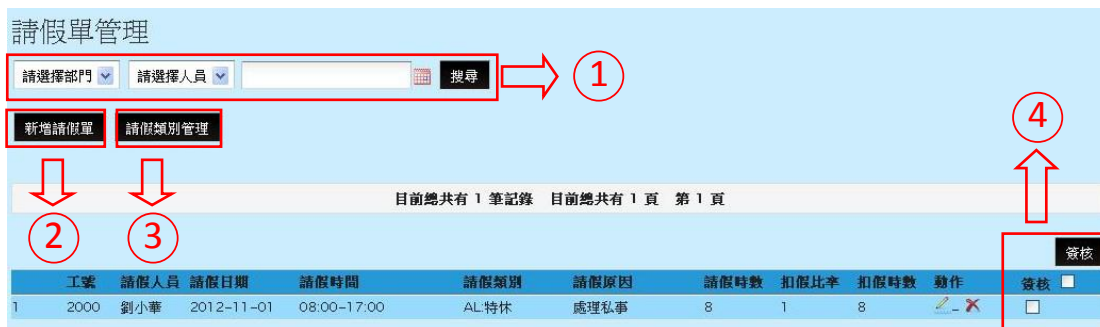 請假單管理
請選擇部門 請選擇人員 搜尋 1
新增請假單 請假類別管理 4
目前總共有 1 筆記錄 目前總共有 1 頁 第 1 頁
2 3
簽核
工號 請假人員 請假日期 請假時間 請假類別 請假原因 請假時數 扣假比率 扣假時數 動作 簽核
1 2000 劉小華 2012-11-01 08:00-17:00 AL:特休 處理私事 8 1 8 -